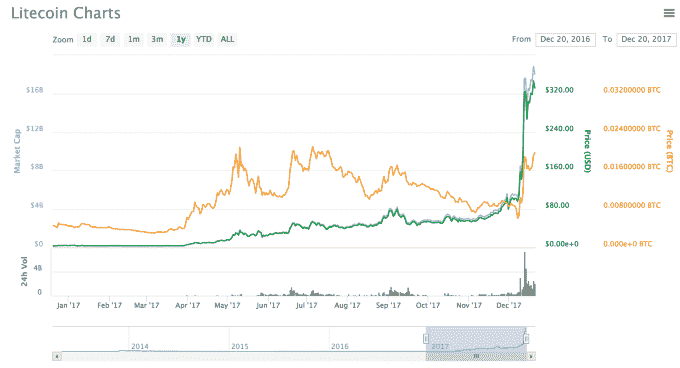 Litecoin Charts
Zoom 1d 7d 1m 3m 1y YTD ALL From Dec 20, 2016 To Dec 20, 2017
$16B $320.00 0.03200000 BTC
$12B $240.00 0.02400000 BTC
Market Cap Price (USD) Price (BTC)
$8B $160.00 0.01600000 BTC
$4B $80.00 0.00800000 BTC
$0 $0.00e+0 0.000e+0 BTC
24h Vol
4B
0
Jan '17 Feb '17 Mar '17 Apr '17 May '17 Jun '17 Jul '17 Aug '17 Sep '17 Oct '17 Nov '17 Dec '17
2014 2015 2016 2017